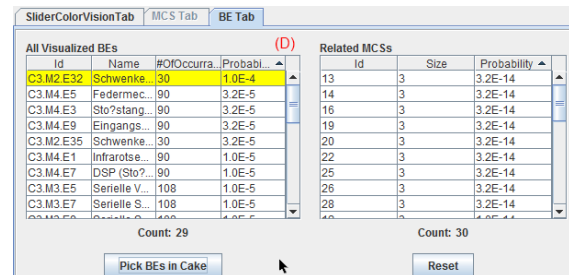 SliderColorVisionTab MCS Tab BE Tab
(D)
All Visualized BEs Related MCSs
Id Name #OfOccurra... Probabi... Id Size Probability
C3.M2.E32 Schwenke... 30 1.0E-4 13 3 3.2E-14
C3.M4.E5 Federmec... 90 3.2E-5 14 3 3.2E-14
C3.M4.E3 Sto?stang... 90 3.2E-5 16 3 3.2E-14
C3.M4.E9 Eingangs... 90 3.2E-5 19 3 3.2E-14
C3.M2.E35 Schwenke... 30 3.2E-5 20 3 3.2E-14
C3.M4.E1 Infrarotse... 90 1.0E-5 22 3 3.2E-14
C3.M4.E7 DSP (Sto?... 90 1.0E-5 25 3 3.2E-14
C3.M3.E5 Serielle V... 108 1.0E-5 26 3 3.2E-14
C3.M3.E7 Serielle S... 108 1.0E-5 28 3 3.2E-14
Count: 29 Count: 30
Pick BEs in Cake Reset